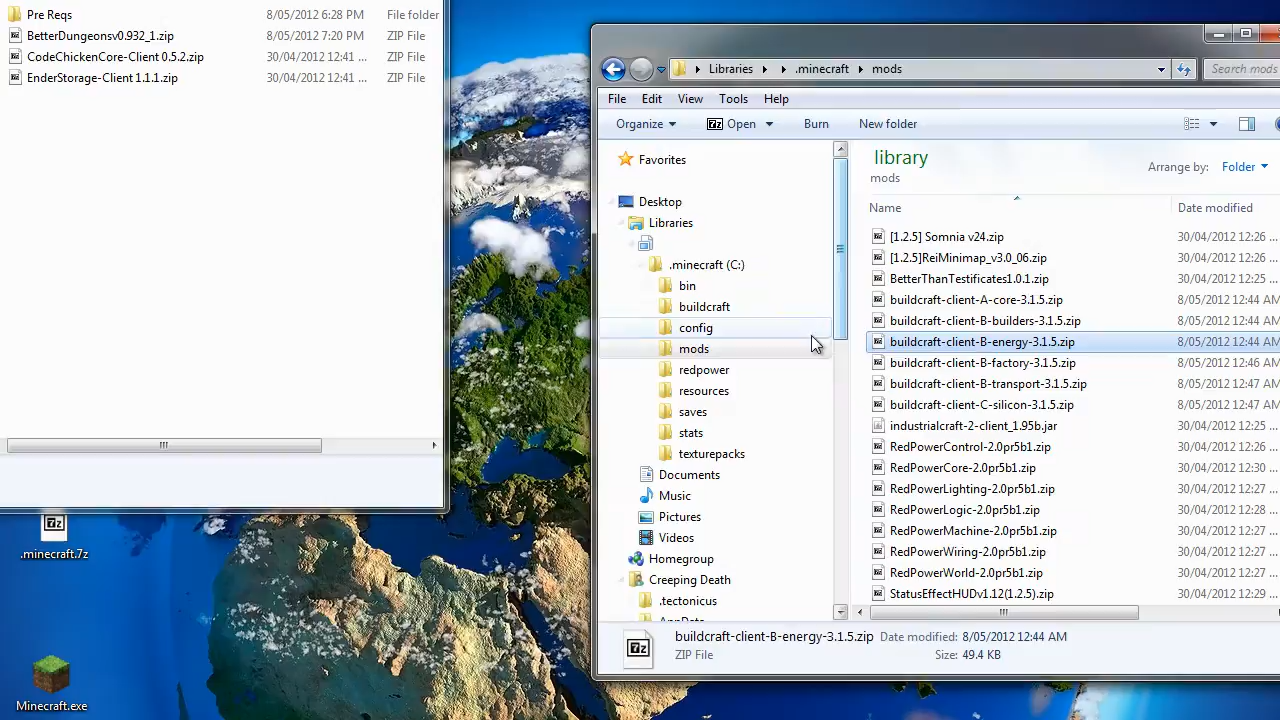 Pre Reqs 8/05/2012 6:28 PM File folder
BetterDungeonsv0.932_1.zip 8/05/2012 7:20 PM ZIP File
CodeChickenCore-Client 0.5.2.zip 30/04/2012 12:41 ... ZIP File
EnderStorage-Client 1.1.1.zip 30/04/2012 12:41 ... ZIP File
.minecraft.7z
Minecraft.exe
Libraries .minecraft mods
Search mods
File Edit View Tools Help
Organize Open Burn New folder
Favorites
Desktop
Libraries
.minecraft (C:)
bin
buildcraft
config
mods
redpower
resources
saves
stats
texturepacks
Documents
Music
Pictures
Videos
Homegroup
Creeping Death
.tectonicus
library
mods
Arrange by: Folder
Name Date modified
[1.2.5] Somnia v24.zip 30/04/2012 12:26 ...
[1.2.5]ReiMinimap_v3.0_06.zip 30/04/2012 12:26 ...
BetterThanTestificates1.0.1.zip 30/04/2012 12:25 ...
buildcraft-client-A-core-3.1.5.zip 8/05/2012 12:44 AM
buildcraft-client-B-builders-3.1.5.zip 8/05/2012 12:44 AM
buildcraft-client-B-energy-3.1.5.zip 8/05/2012 12:44 AM
buildcraft-client-B-factory-3.1.5.zip 8/05/2012 12:46 AM
buildcraft-client-B-transport-3.1.5.zip 8/05/2012 12:47 AM
buildcraft-client-C-silicon-3.1.5.zip 8/05/2012 12:47 AM
industrialcraft-2-client_1.95b.jar 30/04/2012 12:25 ...
RedPowerControl-2.0pr5b1.zip 30/04/2012 12:26 ...
RedPowerCore-2.0pr5b1.zip 30/04/2012 12:30 ...
RedPowerLighting-2.0pr5b1.zip 30/04/2012 12:27 ...
RedPowerLogic-2.0pr5b1.zip 30/04/2012 12:28 ...
RedPowerMachine-2.0pr5b1.zip 30/04/2012 12:27 ...
RedPowerWiring-2.0pr5b1.zip 30/04/2012 12:27 ...
RedPowerWorld-2.0pr5b1.zip 30/04/2012 12:27 ...
StatusEffectHUDv1.12(1.2.5).zip 30/04/2012 12:29 ...
buildcraft-client-B-energy-3.1.5.zip Date modified: 8/05/2012 12:44 AM
ZIP File Size: 49.4 KB